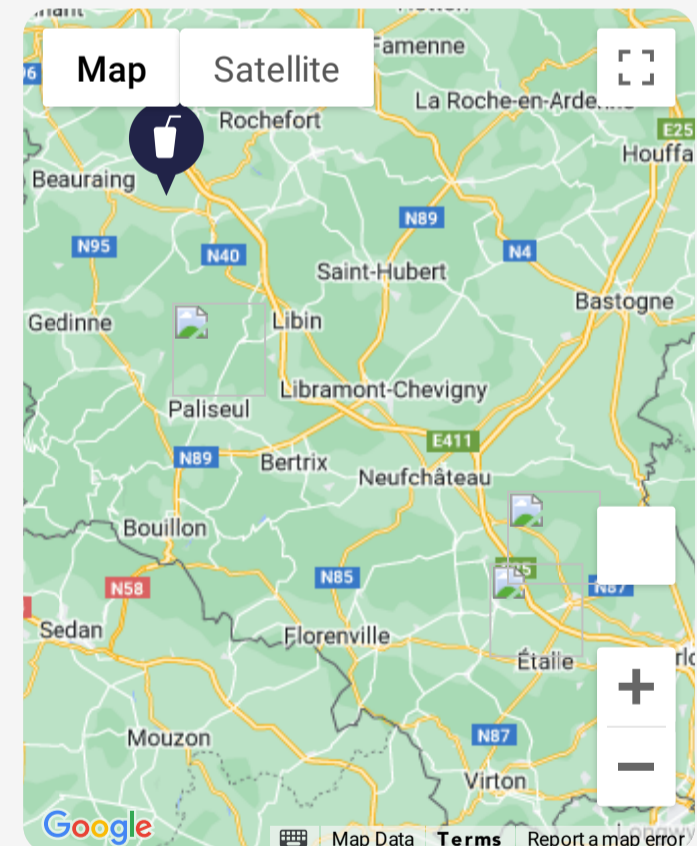 Map
Satellite
Famenne
La Roche-en-Ardenne
Rochefort
E25
Houffa
Beauraing
N89
N95
N40
N4
Saint-Hubert
Bastogne
Gedinne
Libin
Libramont-Chevigny
Paliseul
E411
N89
Bertrix
Neufchâteau
Bouillon
N85
N87
N58
Sedan
Florenville
Étalle
N87
Mouzon
Virton
+
−
Google
Map Data
Terms
Report a map error
Longwy